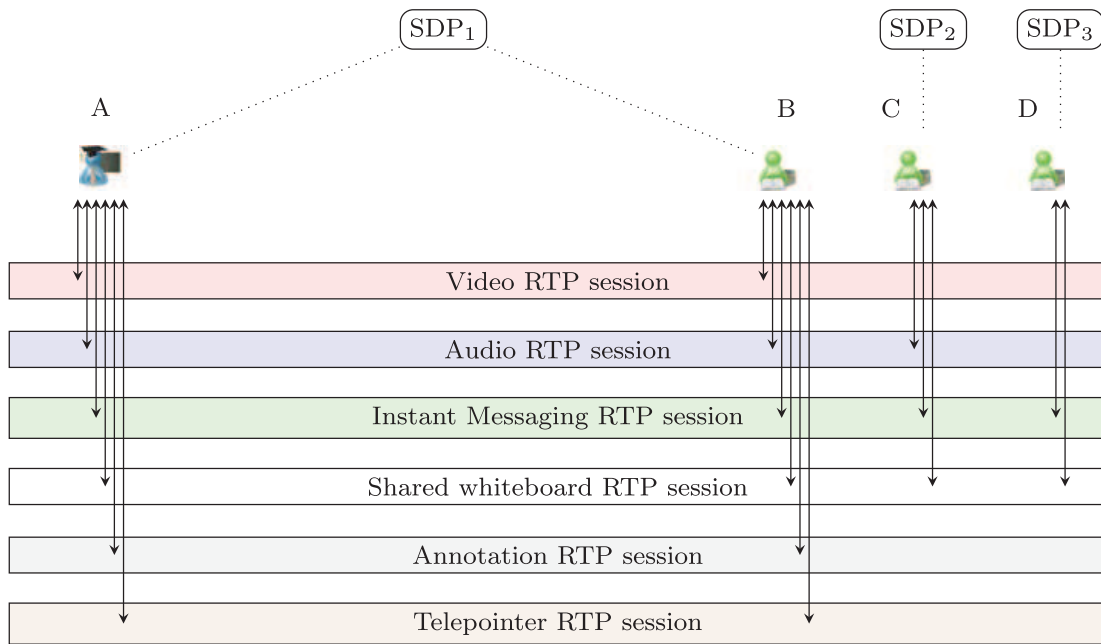 SDP₁
SDP₂
SDP₃
A
B
C
D
Video RTP session
Audio RTP session
Instant Messaging RTP session
Shared whiteboard RTP session
Annotation RTP session
Telepointer RTP session